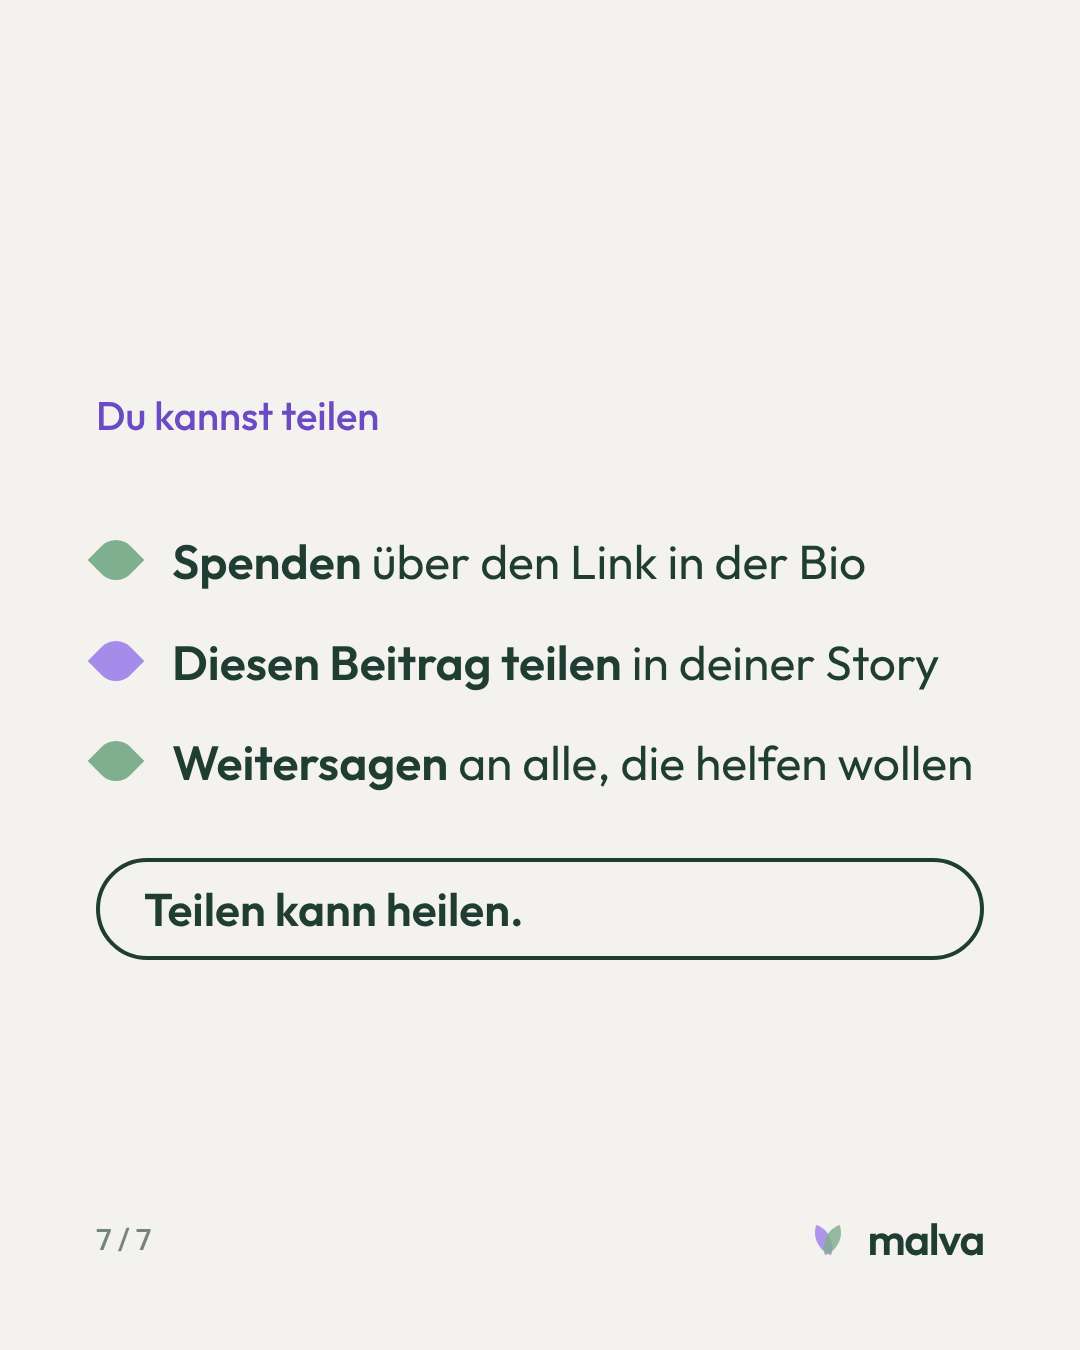 Du kannst teilen
Spenden über den Link in der Bio
Diesen Beitrag teilen in deiner Story
Weitersagen an alle, die helfen wollen
Teilen kann heilen.
7 / 7
malva